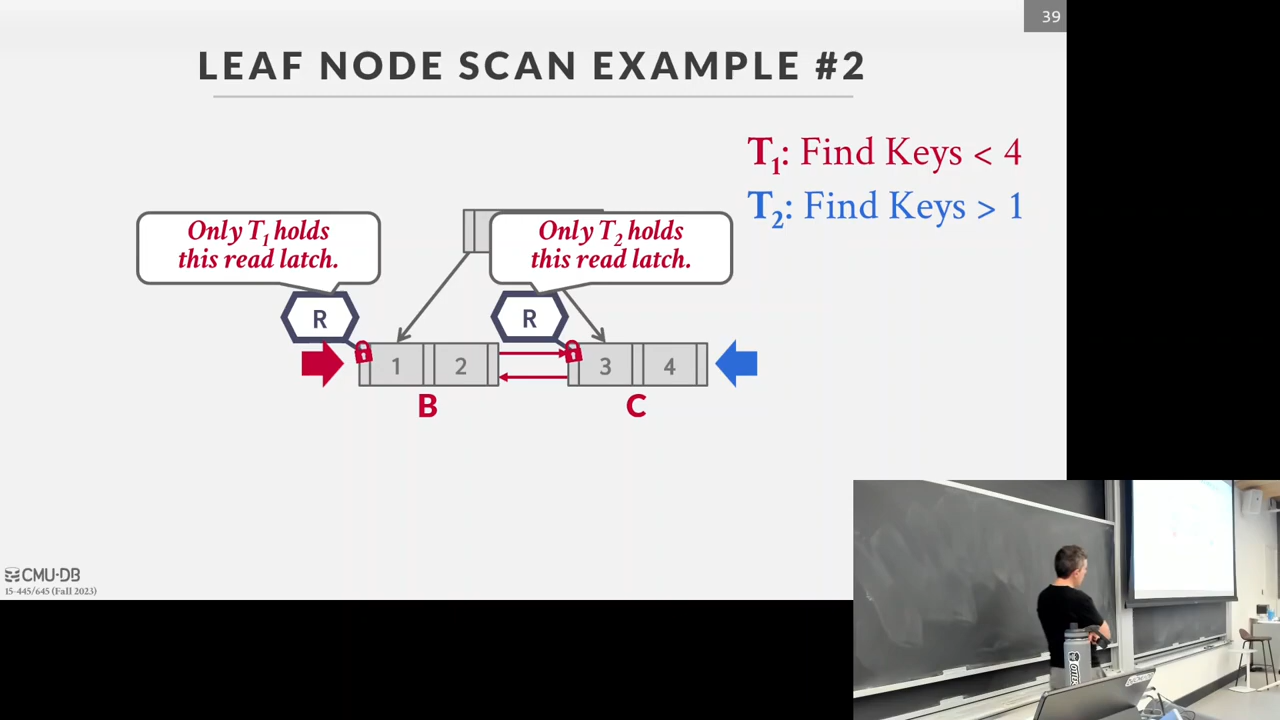 39
LEAF NODE SCAN EXAMPLE #2
T1: Find Keys < 4
T2: Find Keys > 1
Only T1 holds
this read latch.
Only T2 holds
this read latch.
R
R
1 2
3 4
B
C
CMU·DB
15-445/645 (Fall 2023)